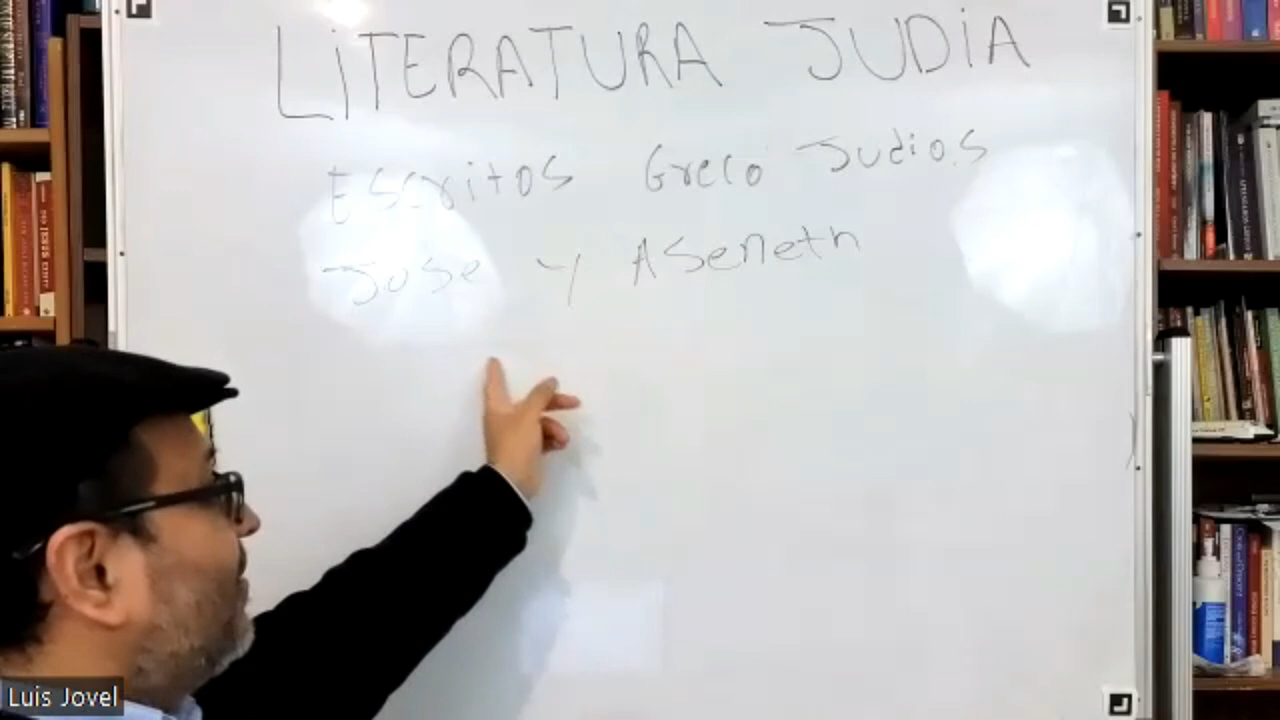 LITERATURA JUDIA
Escritos Greco Judios
Jose y Aseneth
Luis Jovel